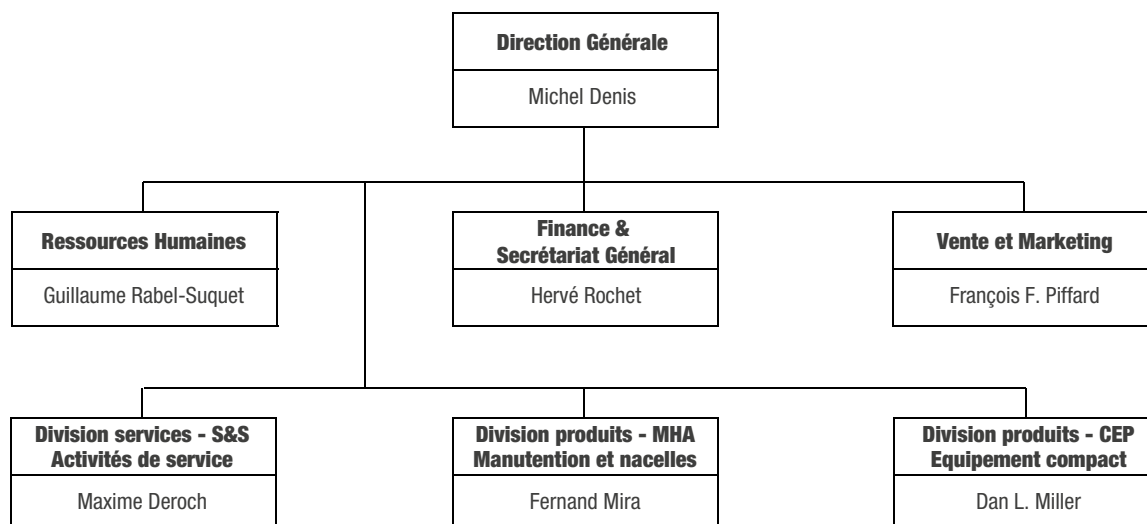 Direction Générale
Michel Denis
Ressources Humaines
Guillaume Rabel-Suquet
Finance &
Secrétariat Général
Hervé Rochet
Vente et Marketing
François F. Piffard
Division services - S&S
Activités de service
Maxime Deroch
Division produits - MHA
Manutention et nacelles
Fernand Mira
Division produits - CEP
Equipement compact
Dan L. Miller